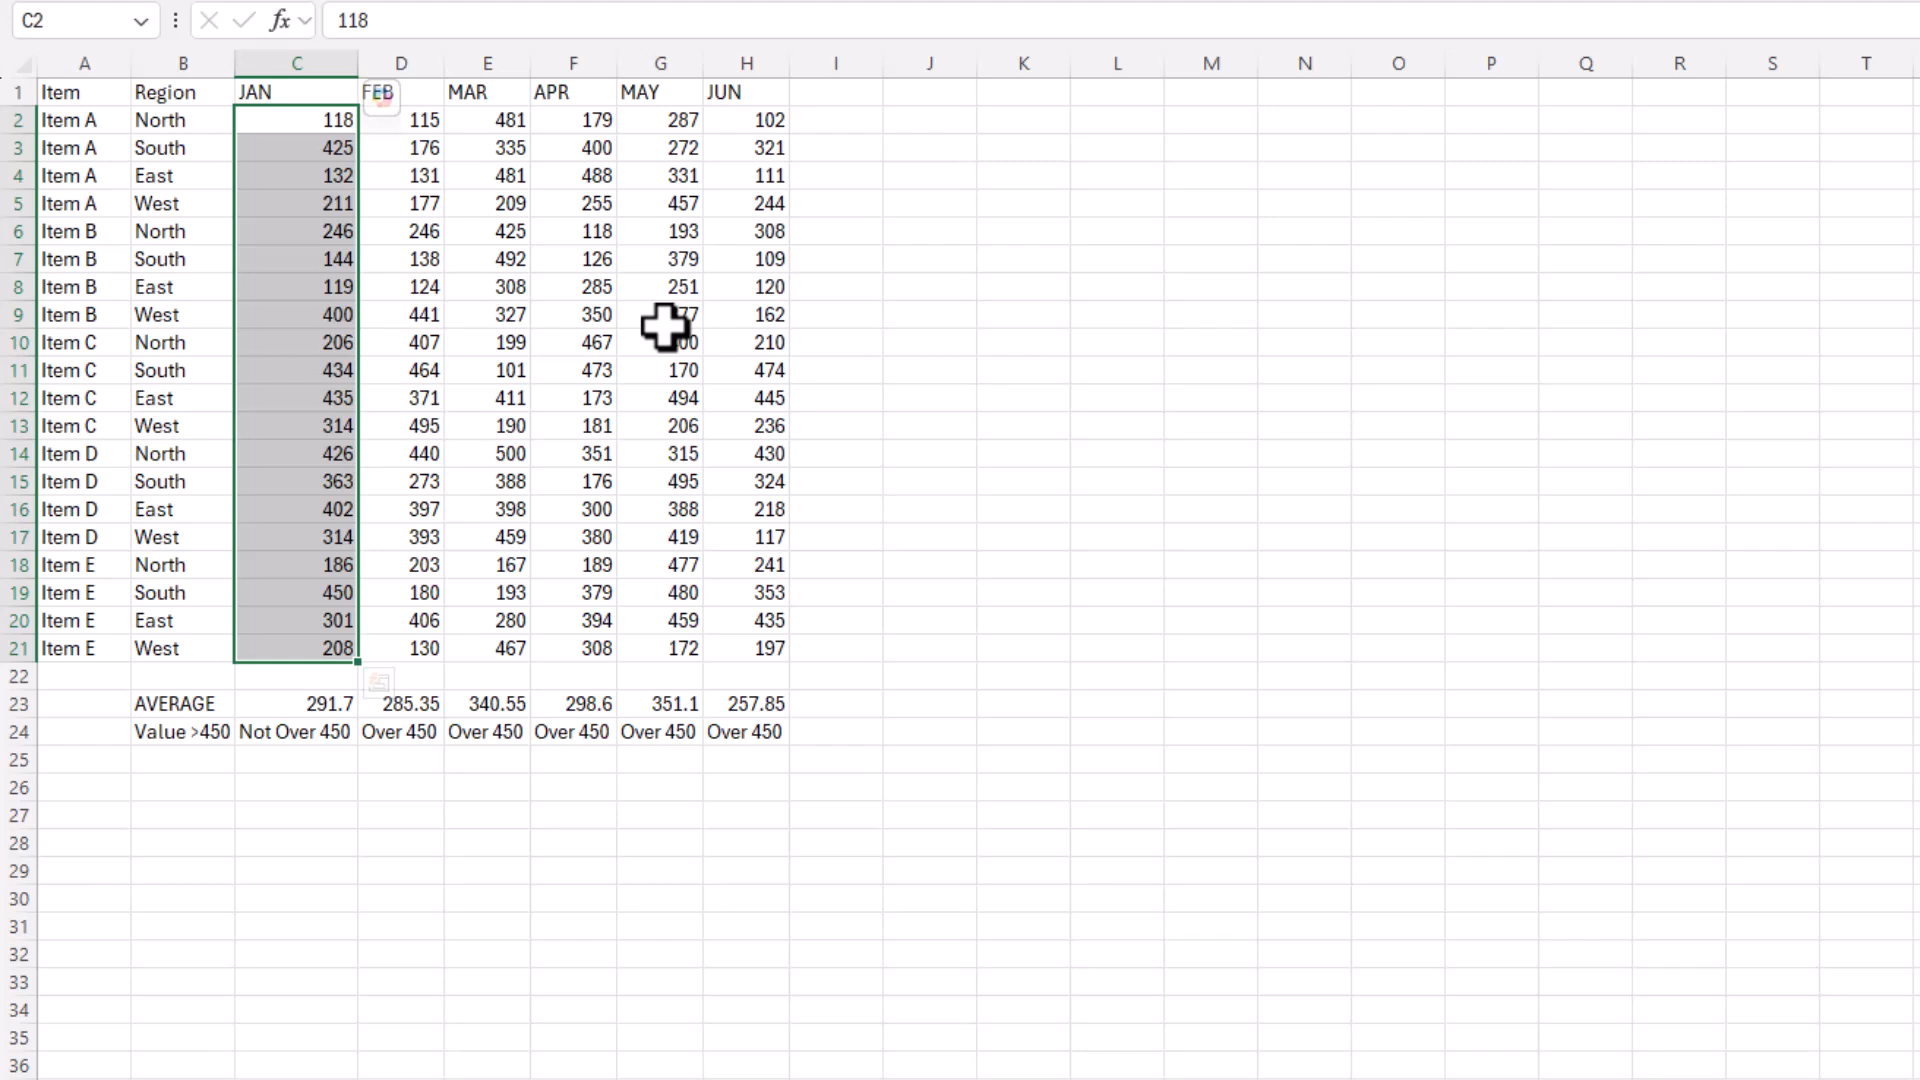 C2 fx 118
A B C D E F G H I J K L M N O P Q R S T
1 Item Region JAN FEB MAR APR MAY JUN
2 Item A North 118 115 481 179 287 102
3 Item A South 425 176 335 400 272 321
4 Item A East 132 131 481 488 331 111
5 Item A West 211 177 209 255 457 244
6 Item B North 246 246 425 118 193 308
7 Item B South 144 138 492 126 379 109
8 Item B East 119 124 308 285 251 120
9 Item B West 400 441 327 350 162
10 Item C North 206 407 199 467 210
11 Item C South 434 464 101 473 170 474
12 Item C East 435 371 411 173 494 445
13 Item C West 314 495 190 181 206 236
14 Item D North 426 440 500 351 315 430
15 Item D South 363 273 388 176 495 324
16 Item D East 402 397 398 300 388 218
17 Item D West 314 393 459 380 419 117
18 Item E North 186 203 167 189 477 241
19 Item E South 450 180 193 379 480 353
20 Item E East 301 406 280 394 459 435
21 Item E West 208 130 467 308 172 197
22
23 AVERAGE 291.7 285.35 340.55 298.6 351.1 257.85
24 Value >450 Not Over 450 Over 450 Over 450 Over 450 Over 450 Over 450
25
26
27
28
29
30
31
32
33
34
35
36